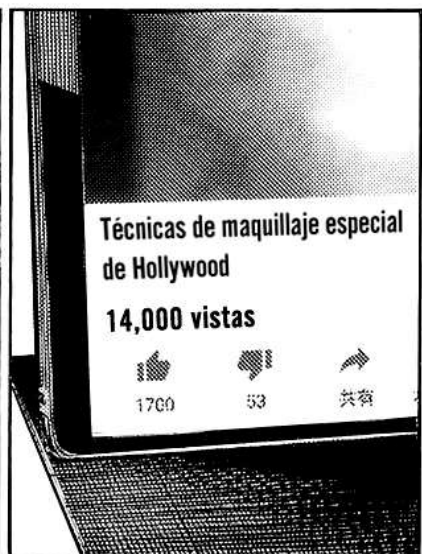 Técnicas de maquillaje especial
de Hollywood
14,000 vistas
1700 53 共有